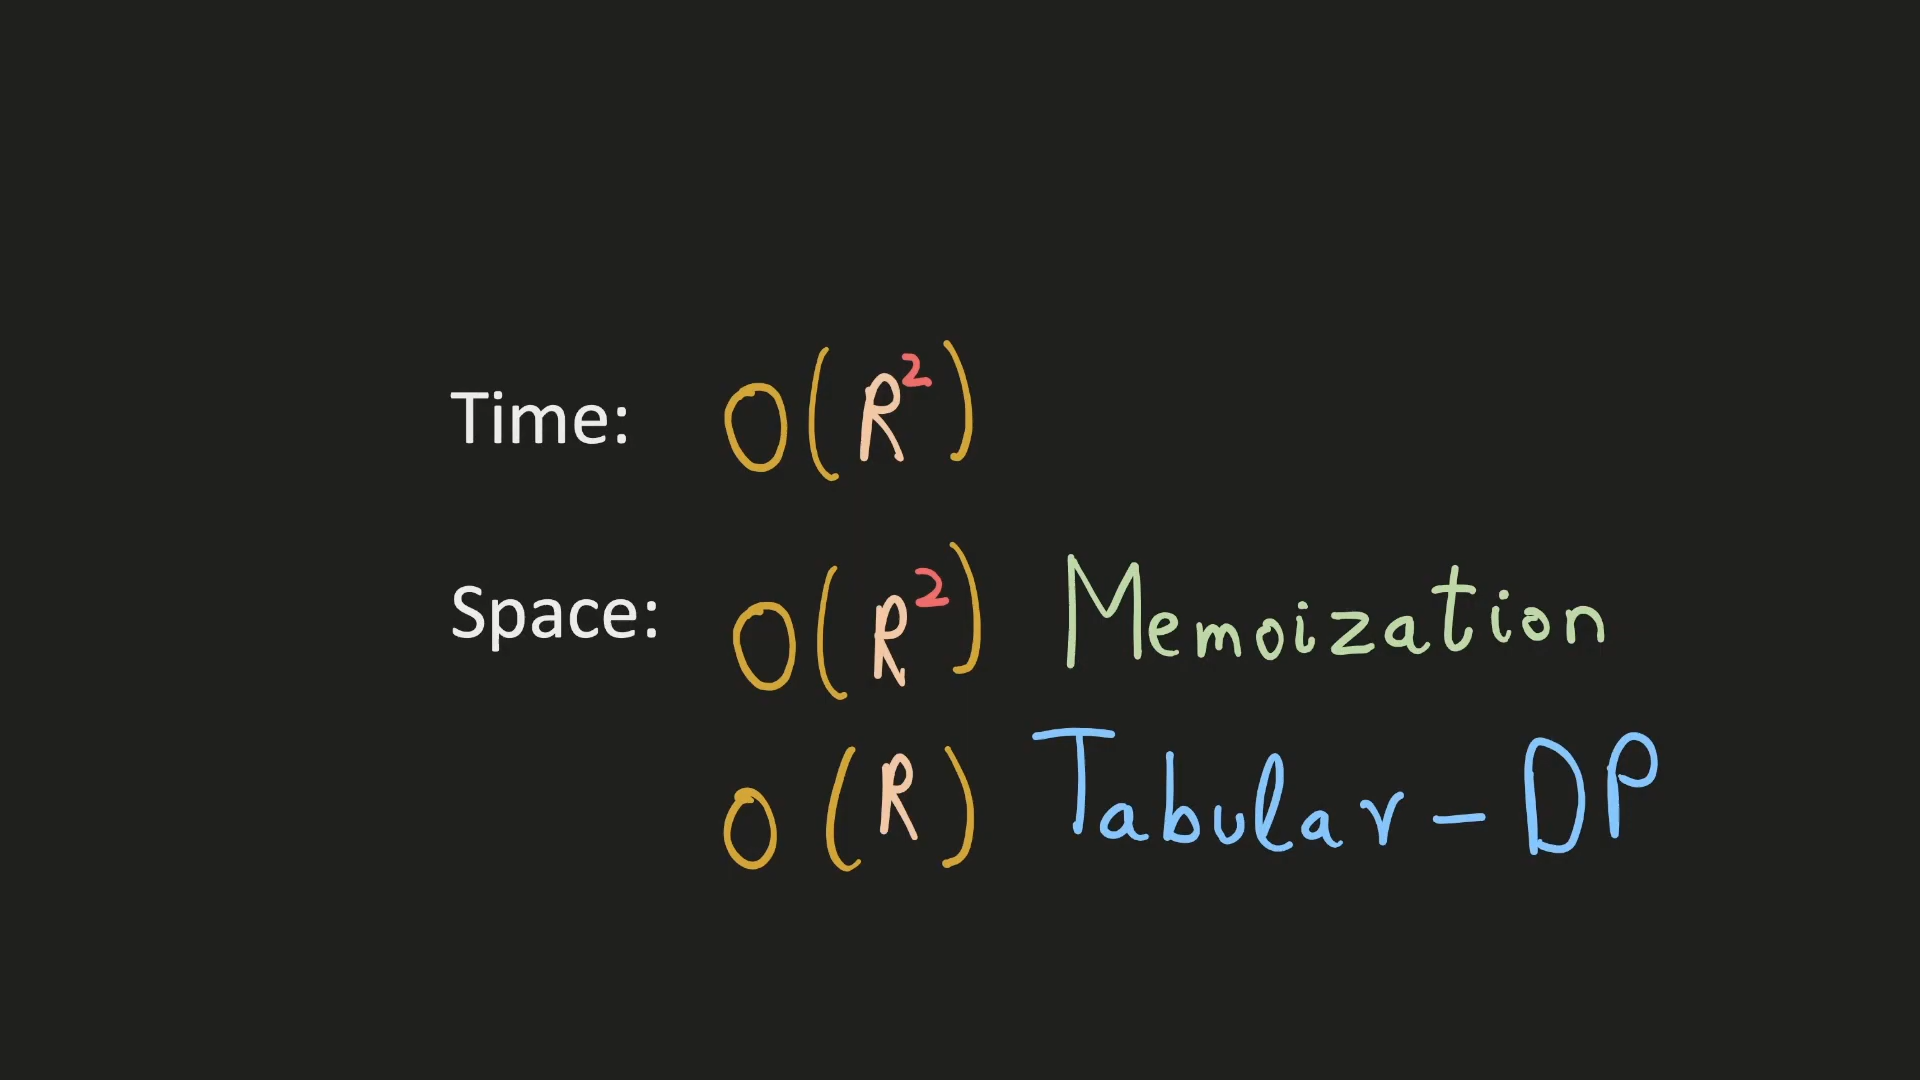 Time: O(R²)
Space: O(R²) Memoization
O(R) Tabular-DP